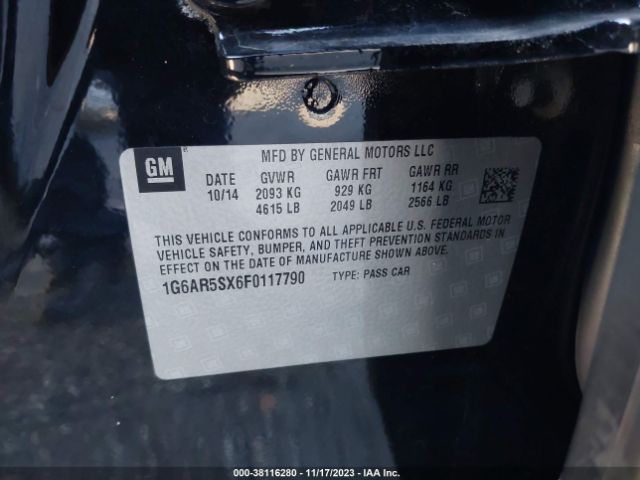 GM
MFD BY GENERAL MOTORS LLC
DATE GVWR GAWR FRT GAWR RR
10/14 2093 KG 929 KG 1164 KG
4615 LB 2049 LB 2566 LB
THIS VEHICLE CONFORMS TO ALL APPLICABLE U.S. FEDERAL MOTOR
VEHICLE SAFETY, BUMPER, AND THEFT PREVENTION STANDARDS IN
EFFECT ON THE DATE OF MANUFACTURE SHOWN ABOVE.
1G6AR5SX6F0117790 TYPE: PASS CAR
000-38116280 - 11/17/2023 - IAA Inc.